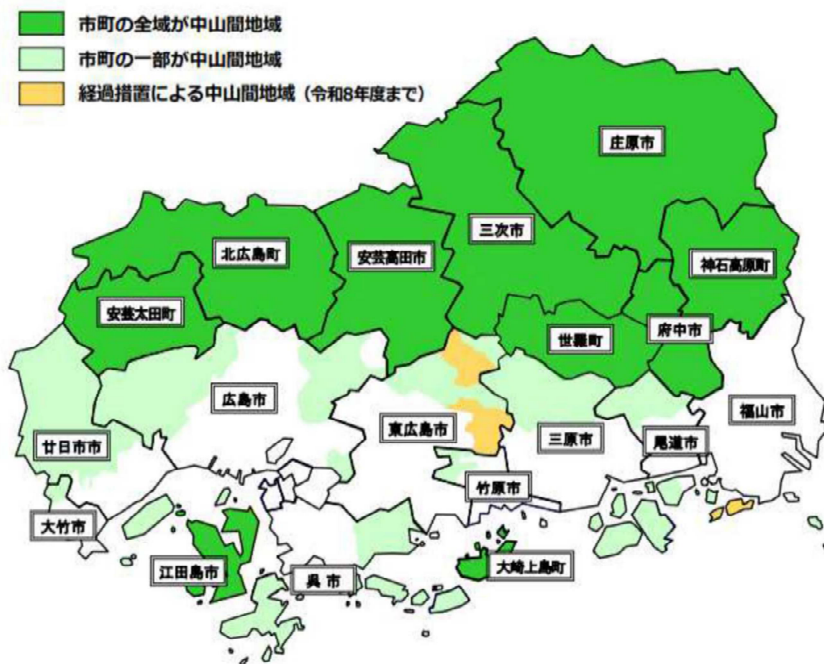 市町の全域が中山間地域
市町の一部が中山間地域
経過措置による中山間地域（令和8年度まで）
庄原市
三次市
北広島町
安芸高田市
神石高原町
安芸太田町
世羅町
府中市
広島市
福山市
東広島市
三原市
尾道市
廿日市市
竹原市
大竹市
江田島市
呉市
大崎上島町